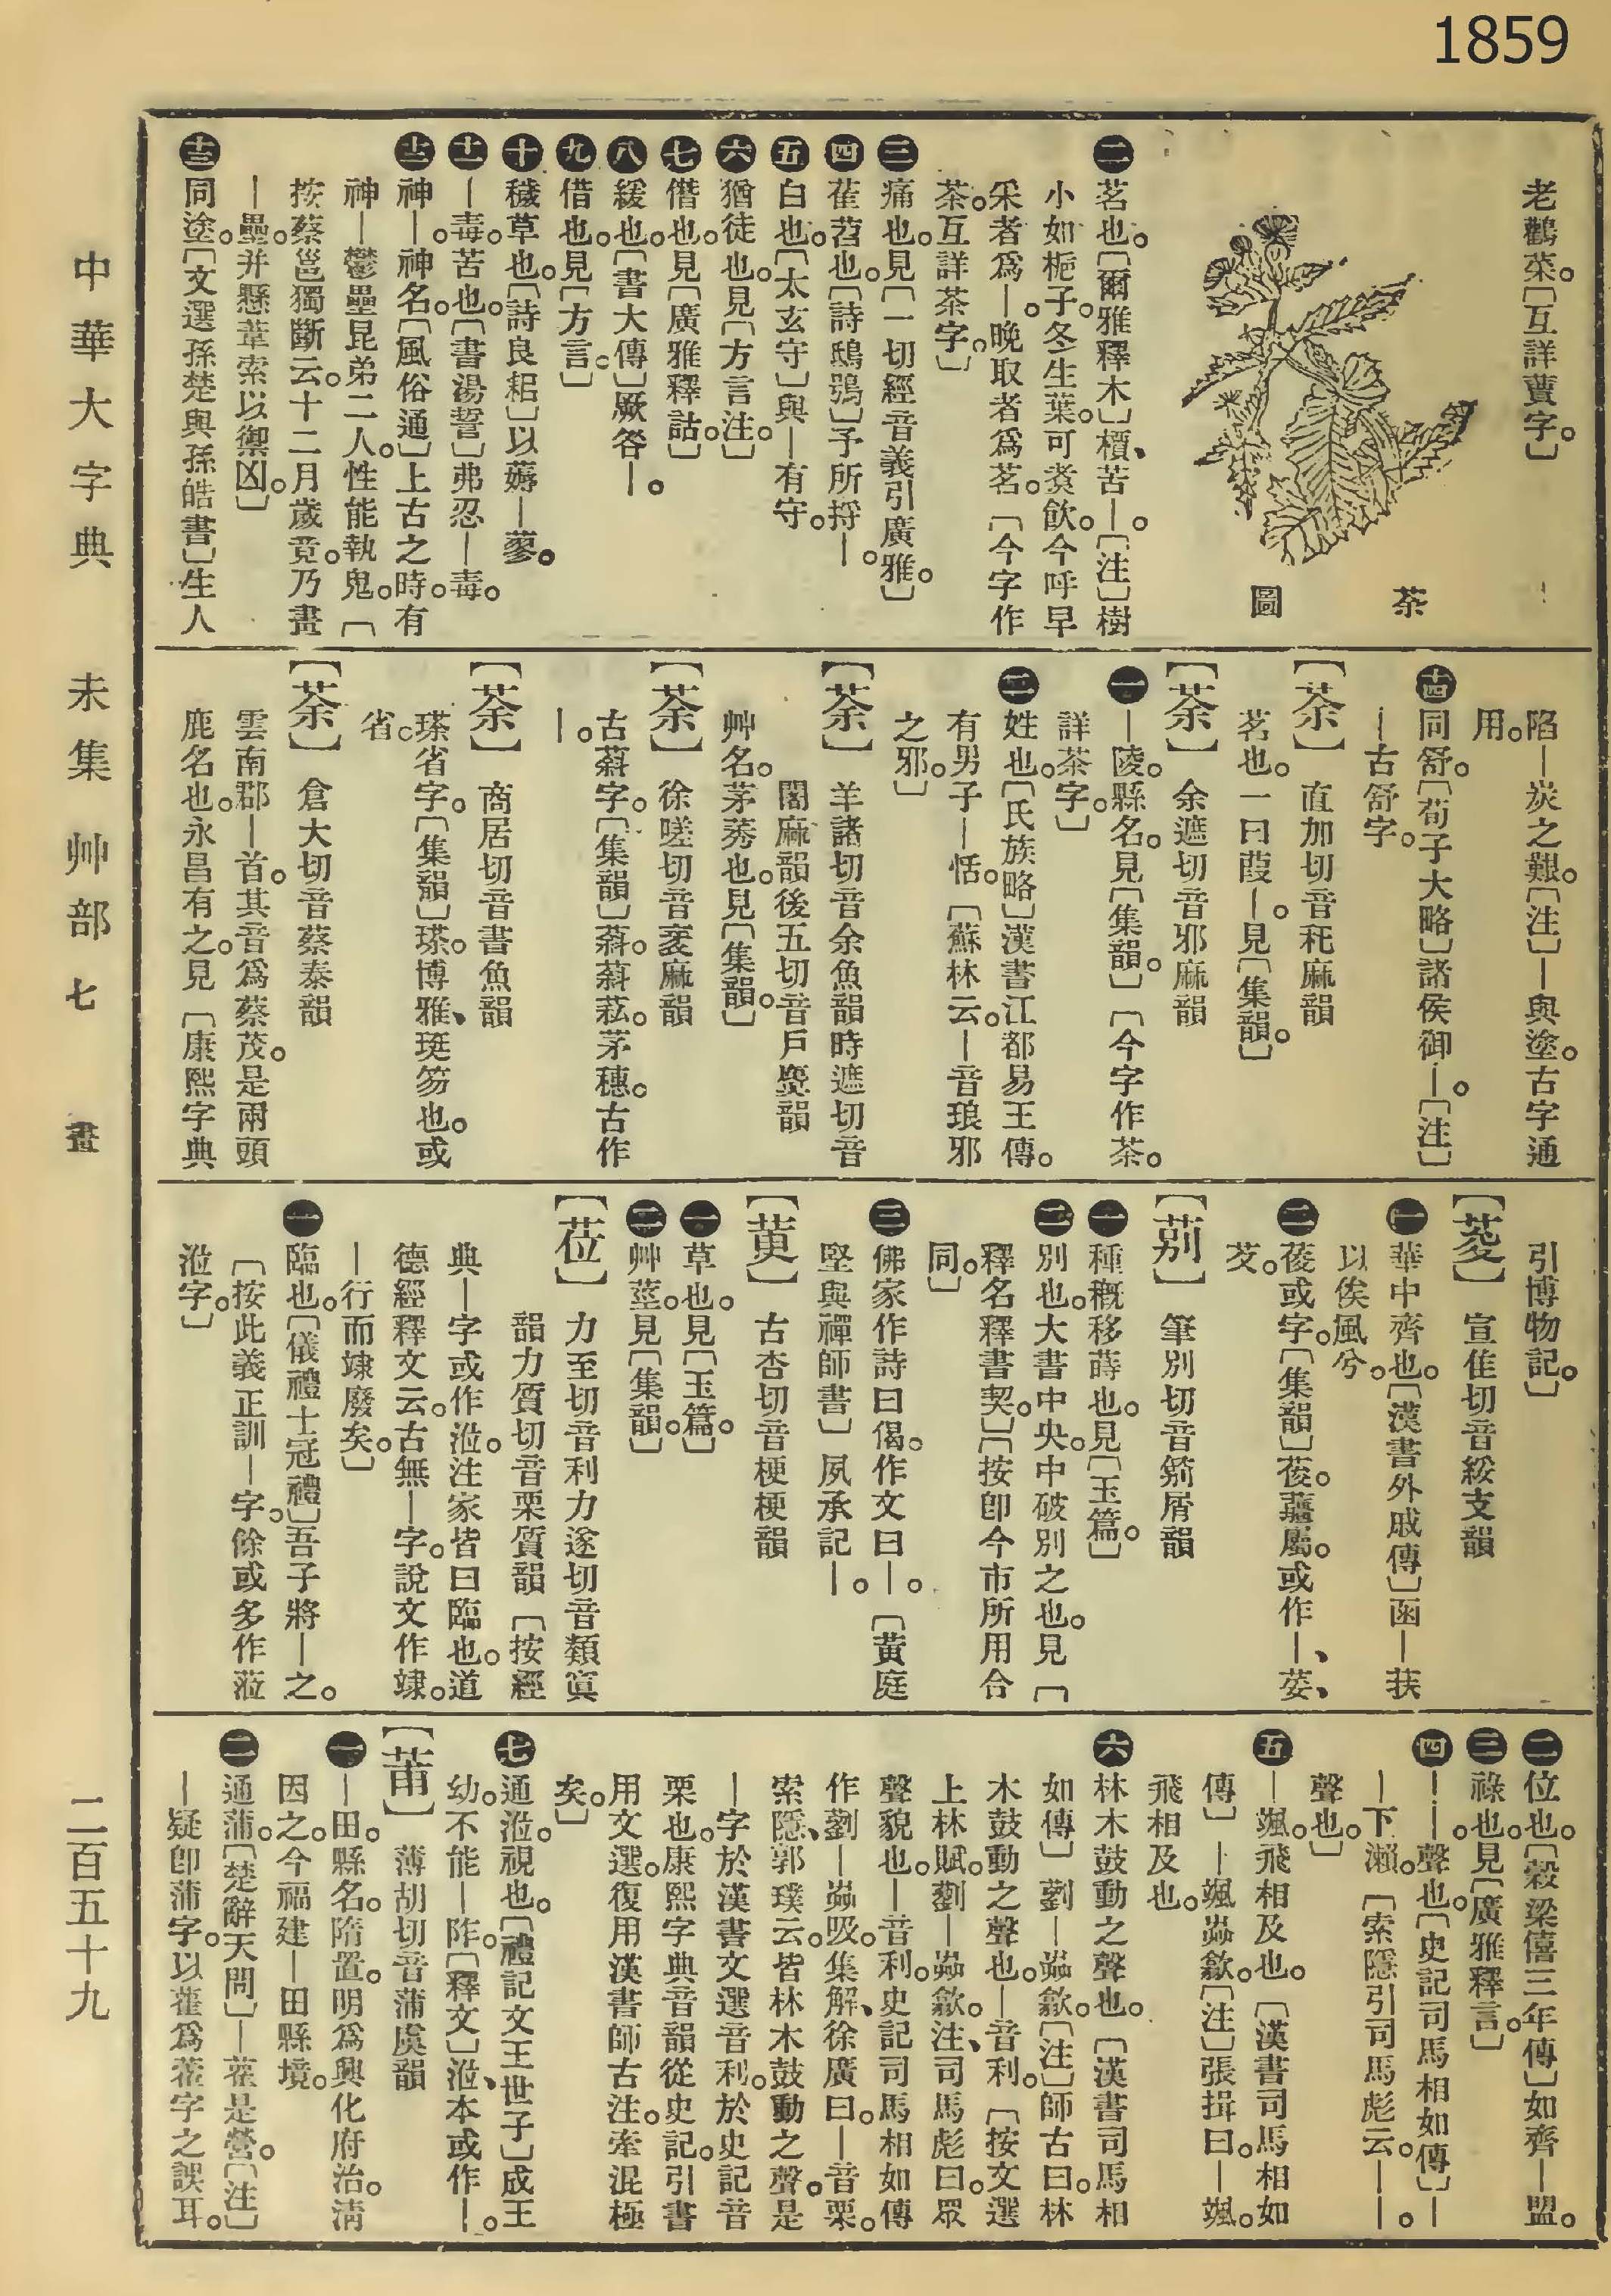 1859
老鸛菜。〔互詳蕒字。〕
荼
圖
㊁茗也。〔爾雅釋木〕檟、苦—。〔注〕樹
小如梔子。冬生葉。可煑飲。今呼早
采者爲—。晚取者爲茗。〔今字作
茶。互詳茶字。〕
㊂痛也。見〔一切經音義引廣雅。〕
㊃萑苕也。〔詩鴟鴞〕予所捋—。
㊄白也。〔太玄守〕與—有守。
㊅猶徒也。見〔方言注。〕
㊆僭也。見〔廣雅釋詁。〕
㊇緩也。〔書大傳〕厥咎—。
㊈借也。見〔方言。〕
㊉穢草也。〔詩良耜〕以薅—蓼。
十一—毒。苦也。〔書湯誓〕弗忍—毒。
十二神—。神名。〔風俗通〕上古之時。有
神—鬱壘昆弟二人。性能執鬼。〔
按蔡邕獨斷云。十二月歲竟。乃畫
—壘。并懸葦索以禦凶。〕
十三同塗。〔文選孫楚與孫皓書〕生人
陷—炭之艱。〔注〕—與塗。古字通
用。
十四同舒。〔荀子大略〕諸侯御—。〔注〕
—古舒字。
〔荼〕 直加切音秅麻韻
茗也。一曰葭—。見〔集韻。〕
〔荼〕 余遮切音邪麻韻
㊀—陵。縣名。見〔集韻。〕〔今字作茶。
詳茶字。〕
㊁姓也。〔氏族略〕漢書江都易王傳。
有男子—恬。〔蘇林云。—音琅邪
之邪。〕
〔荼〕 羊諸切音余魚韻時遮切音
闍麻韻後五切音戶麌韻
艸名。茅莠也。見〔集韻。〕
〔荼〕 徐嗟切音衺麻韻
古蒣字。〔集韻〕蒣蒣菾。茅穗。古作
—。
〔荼〕 商居切音書魚韻
瑹省字。〔集韻〕瑹。博雅、珽笏也。或
省。
〔荼〕 倉大切音蔡泰韻
雲南郡—首。其音爲蔡茂。是兩頭
鹿名也。永昌有之。見〔康熙字典
引博物記。〕
〔荽〕 宣隹切音綏支韻
㊀華中齊也。〔漢書外戚傳〕函—荴
以俟風兮。
㊁葰或字。〔集韻〕葰。薑屬。或作—、荾、
芟。
〔莂〕 筆別切音䇷屑韻
㊀種穊移蒔也。見〔玉篇。〕
㊁別也。大書中央。中破別之也。見〔
釋名釋書契。〕〔按卽今市所用合
同。〕
㊂佛家作詩曰偈。作文曰—。〔黃庭
堅與禪師書〕夙承記—。
〔莄〕 古杏切音梗梗韻
㊀草也。見〔玉篇。〕
㊁艸莖。見〔集韻。〕
〔莅〕 力至切音利力遂切音類寘
韻力質切音栗質韻〔按經
典—字或作涖。注家皆曰臨也。道
德經釋文云。古無—字。說文作竦。
—行而竦廢矣。〕
㊀臨也。〔儀禮士冠禮〕吾子將—之。
〔按此義正訓—字。餘或多作蒞
涖字。〕
㊁位也。〔穀梁僖三年傳〕如齊—盟。
㊂祿也。見〔廣雅釋言。〕
㊃——。聲也。〔史記司馬相如傳〕—
—下瀨。〔索隱引司馬彪云。——。
聲也。〕
㊄—颯。飛相及也。〔漢書司馬相如
傳〕—颯焱歙。〔注〕張揖曰。—颯。
飛相及也。
㊅林木鼓動之聲也。〔漢書司馬相
如傳〕藰—焱歙。〔注〕師古曰。林
木鼓動之聲也。—音利。〔按文選
上林賦。藰—焱歙。注、司馬彪曰。眾
聲貌也。—音利。史記司馬相如傳
作藰—焱吸。集解、徐廣曰。—音栗。
索隱、郭璞云。皆林木鼓動之聲。是
—字於漢書文選音利。於史記音
栗也。康熙字典音韻從史記。引書
用文選。復用漢書師古注。牽混極
矣。〕
㊆通涖。視也。〔禮記文王世子〕成王
幼。不能—阼。〔釋文〕涖、本或作—。
〔莆〕 薄胡切音蒲虞韻
㊀—田。縣名。隋置。明爲興化府治。清
因之。今福建—田縣境。
㊁通蒲。〔楚辭天問〕—雚是營。〔注〕
—疑卽蒲字。以雚爲萑字之誤耳。
中華大字典 未集 艸部 七畫 二百五十九